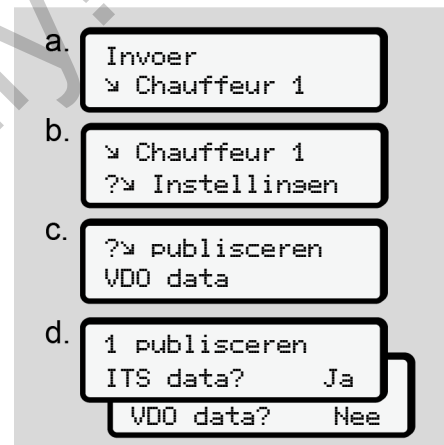 a.
Invoer
↘ Chauffeur 1
b.
↘ Chauffeur 1
?↘ Instellingen
c.
?↘ publisceren
VDO data
d.
1 publisceren
ITS data? Ja
VDO data? Nee